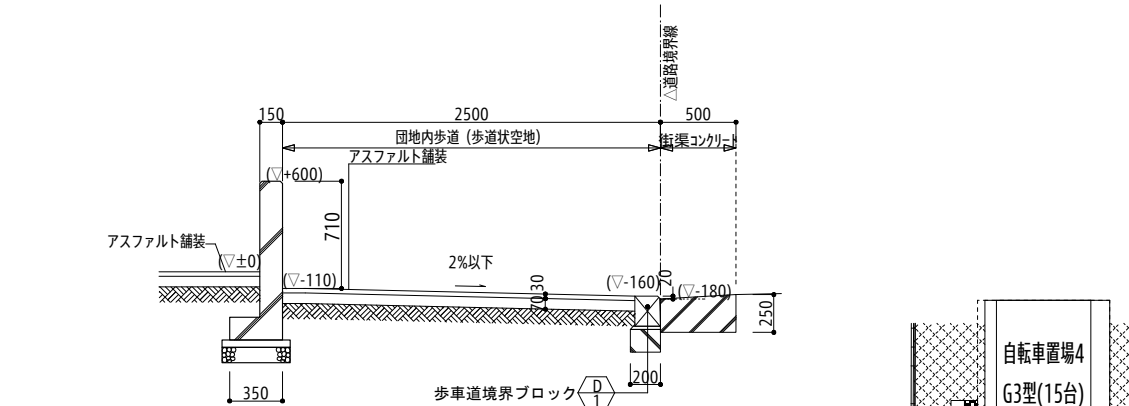 △道路境界線
150
2500
500
団地内歩道 (歩道状空地)
街渠コンクリート
アスファルト舗装
(▽+600)
710
アスファルト舗装
(▽±0)
2%以下
(▽-110)
30
70
(▽-160)
20
(▽-180)
250
200
350
歩車道境界ブロック
D
1
自転車置場4
G3型(15台)